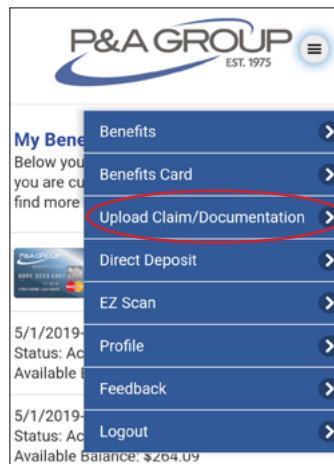 P&A GROUP
EST. 1975
My Bene
Below you
you are cu
find more
Benefits
Benefits Card
Upload Claim/Documentation
Direct Deposit
EZ Scan
Profile
Feedback
Logout
P&A GROUP
5/1/2019-
Status: Ac
Available B
5/1/2019-
Status: Ac
Available Balance: $264.09